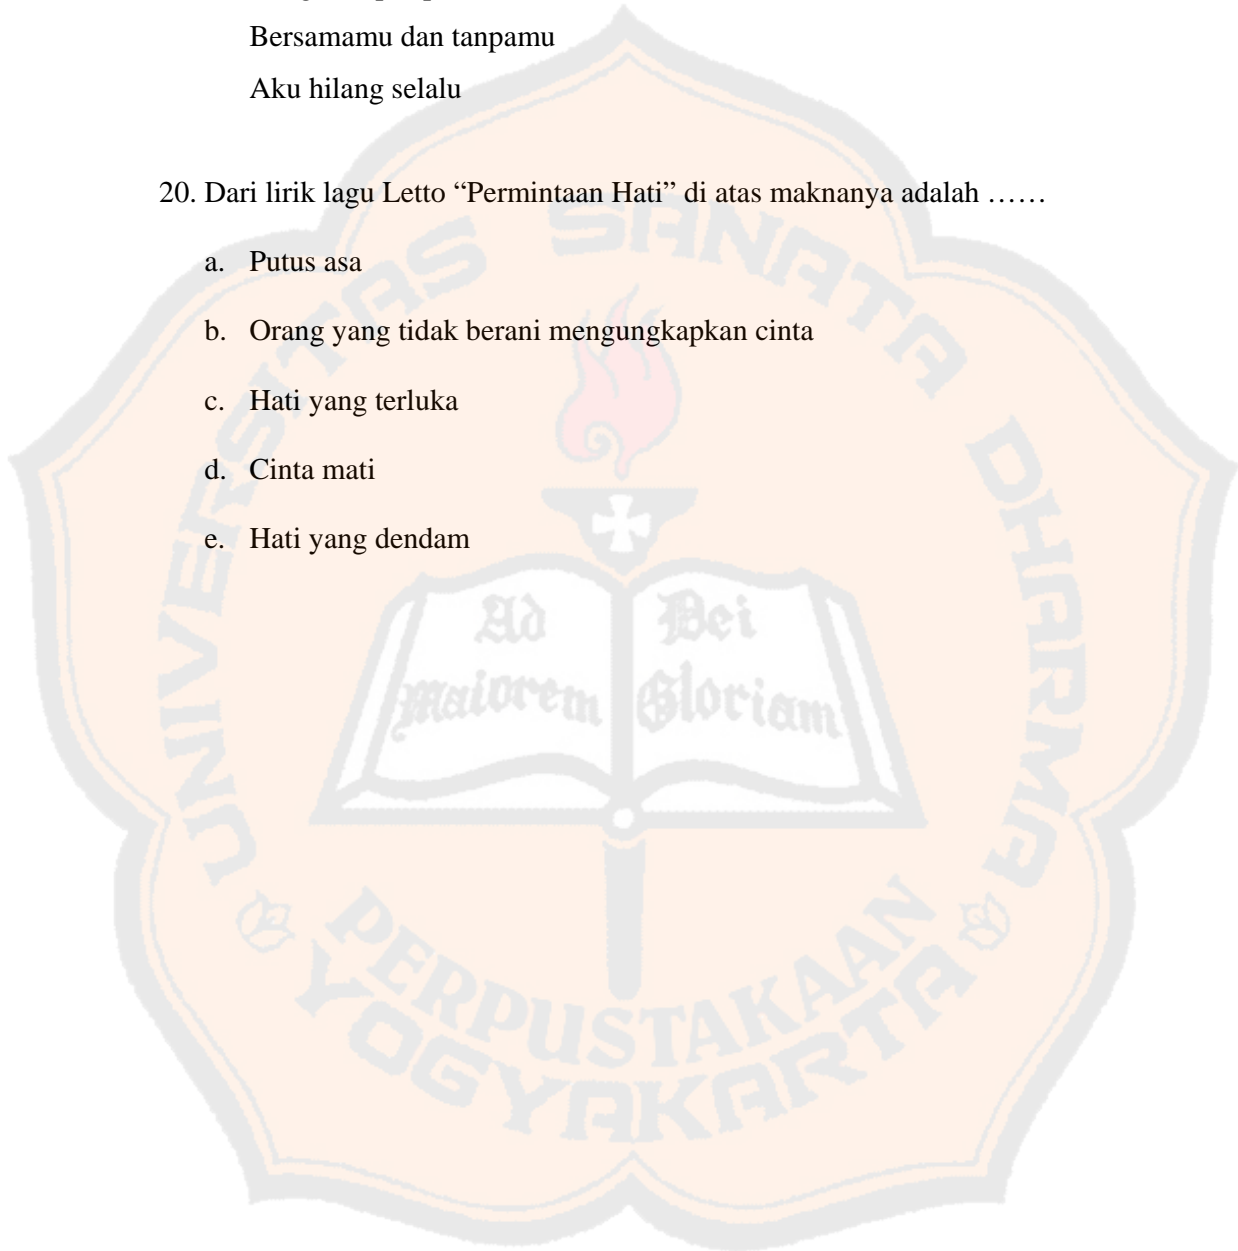 Bersamamu dan tanpamu
Aku hilang selalu
20. Dari lirik lagu Letto “Permintaan Hati” di atas maknanya adalah ……
a. Putus asa
b. Orang yang tidak berani mengungkapkan cinta
c. Hati yang terluka
d. Cinta mati
e. Hati yang dendam
UNIVERSITAS SANATA DHARMA
Ad Dei
maiorem Gloriam
PERPUSTAKAAN
YOGYAKARTA